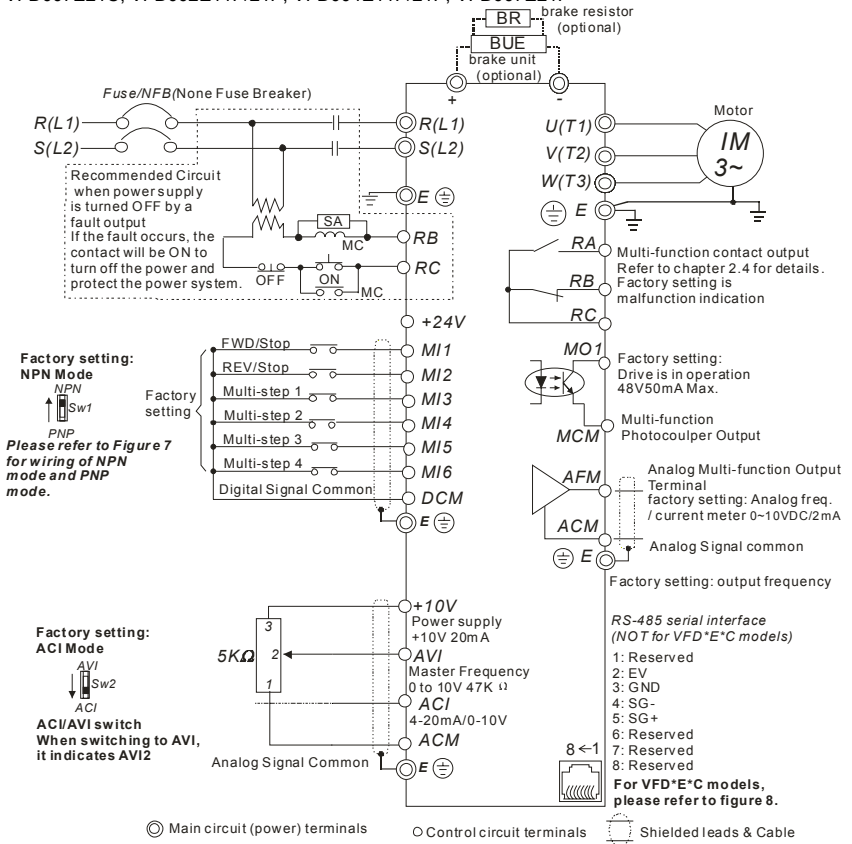 BR
brake resistor
(optional)
BUE
brake unit
(optional)
+
-
Fuse/NFB(None Fuse Breaker)
R(L1)
S(L2)
R(L1)
S(L2)
E
Recommended Circuit
when power supply
is turned OFF by a
fault output
If the fault occurs, the
contact will be ON to
turn off the power and
protect the power system.
SA
MC
RB
OFF
ON
MC
RC
U(T1)
V(T2)
W(T3)
E
Motor
IM
3~
RA
RB
RC
Multi-function contact output
Refer to chapter 2.4 for details.
Factory setting is
malfunction indication
+24V
Factory setting:
NPN Mode
NPN
Sw1
PNP
Please refer to Figure 7
for wiring of NPN
mode and PNP
mode.
Factory
setting
FWD/Stop
MI1
REV/Stop
MI2
Multi-step 1
MI3
Multi-step 2
MI4
Multi-step 3
MI5
Multi-step 4
MI6
Digital Signal Common
DCM
E
MO1
Factory setting:
Drive is in operation
48V50mA Max.
MCM
Multi-function
Photocoulper Output
AFM
Analog Multi-function Output
Terminal
factory setting: Analog freq.
/ current meter 0~10VDC/2mA
ACM
Analog Signal common
E
Factory setting: output frequency
Factory setting:
ACI Mode
AVI
Sw2
ACI
ACI/AVI switch
When switching to AVI,
it indicates AVI2
5KΩ
3
2
1
+10V
Power supply
+10V 20mA
AVI
Master Frequency
0 to 10V 47K Ω
ACI
4-20mA/0-10V
ACM
Analog Signal Common
E
RS-485 serial interface
(NOT for VFD*E*C models)
1: Reserved
2: EV
3: GND
4: SG-
5: SG+
6: Reserved
7: Reserved
8: Reserved
For VFD*E*C models,
please refer to figure 8.
8←1
Main circuit (power) terminals
Control circuit terminals
Shielded leads & Cable